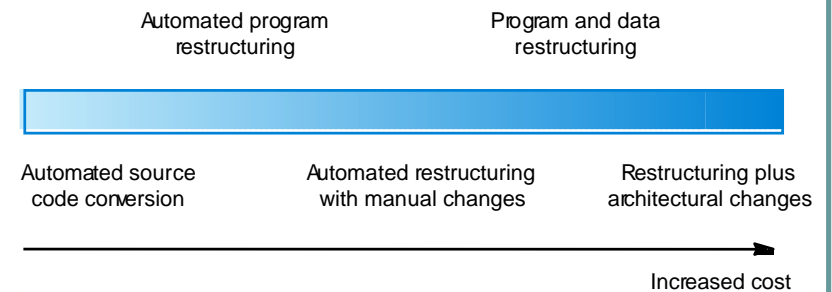 Automated program
restructuring
Program and data
restructuring
Automated source
code conversion
Automated restructuring
with manual changes
Restructuring plus
architectural changes
Increased cost